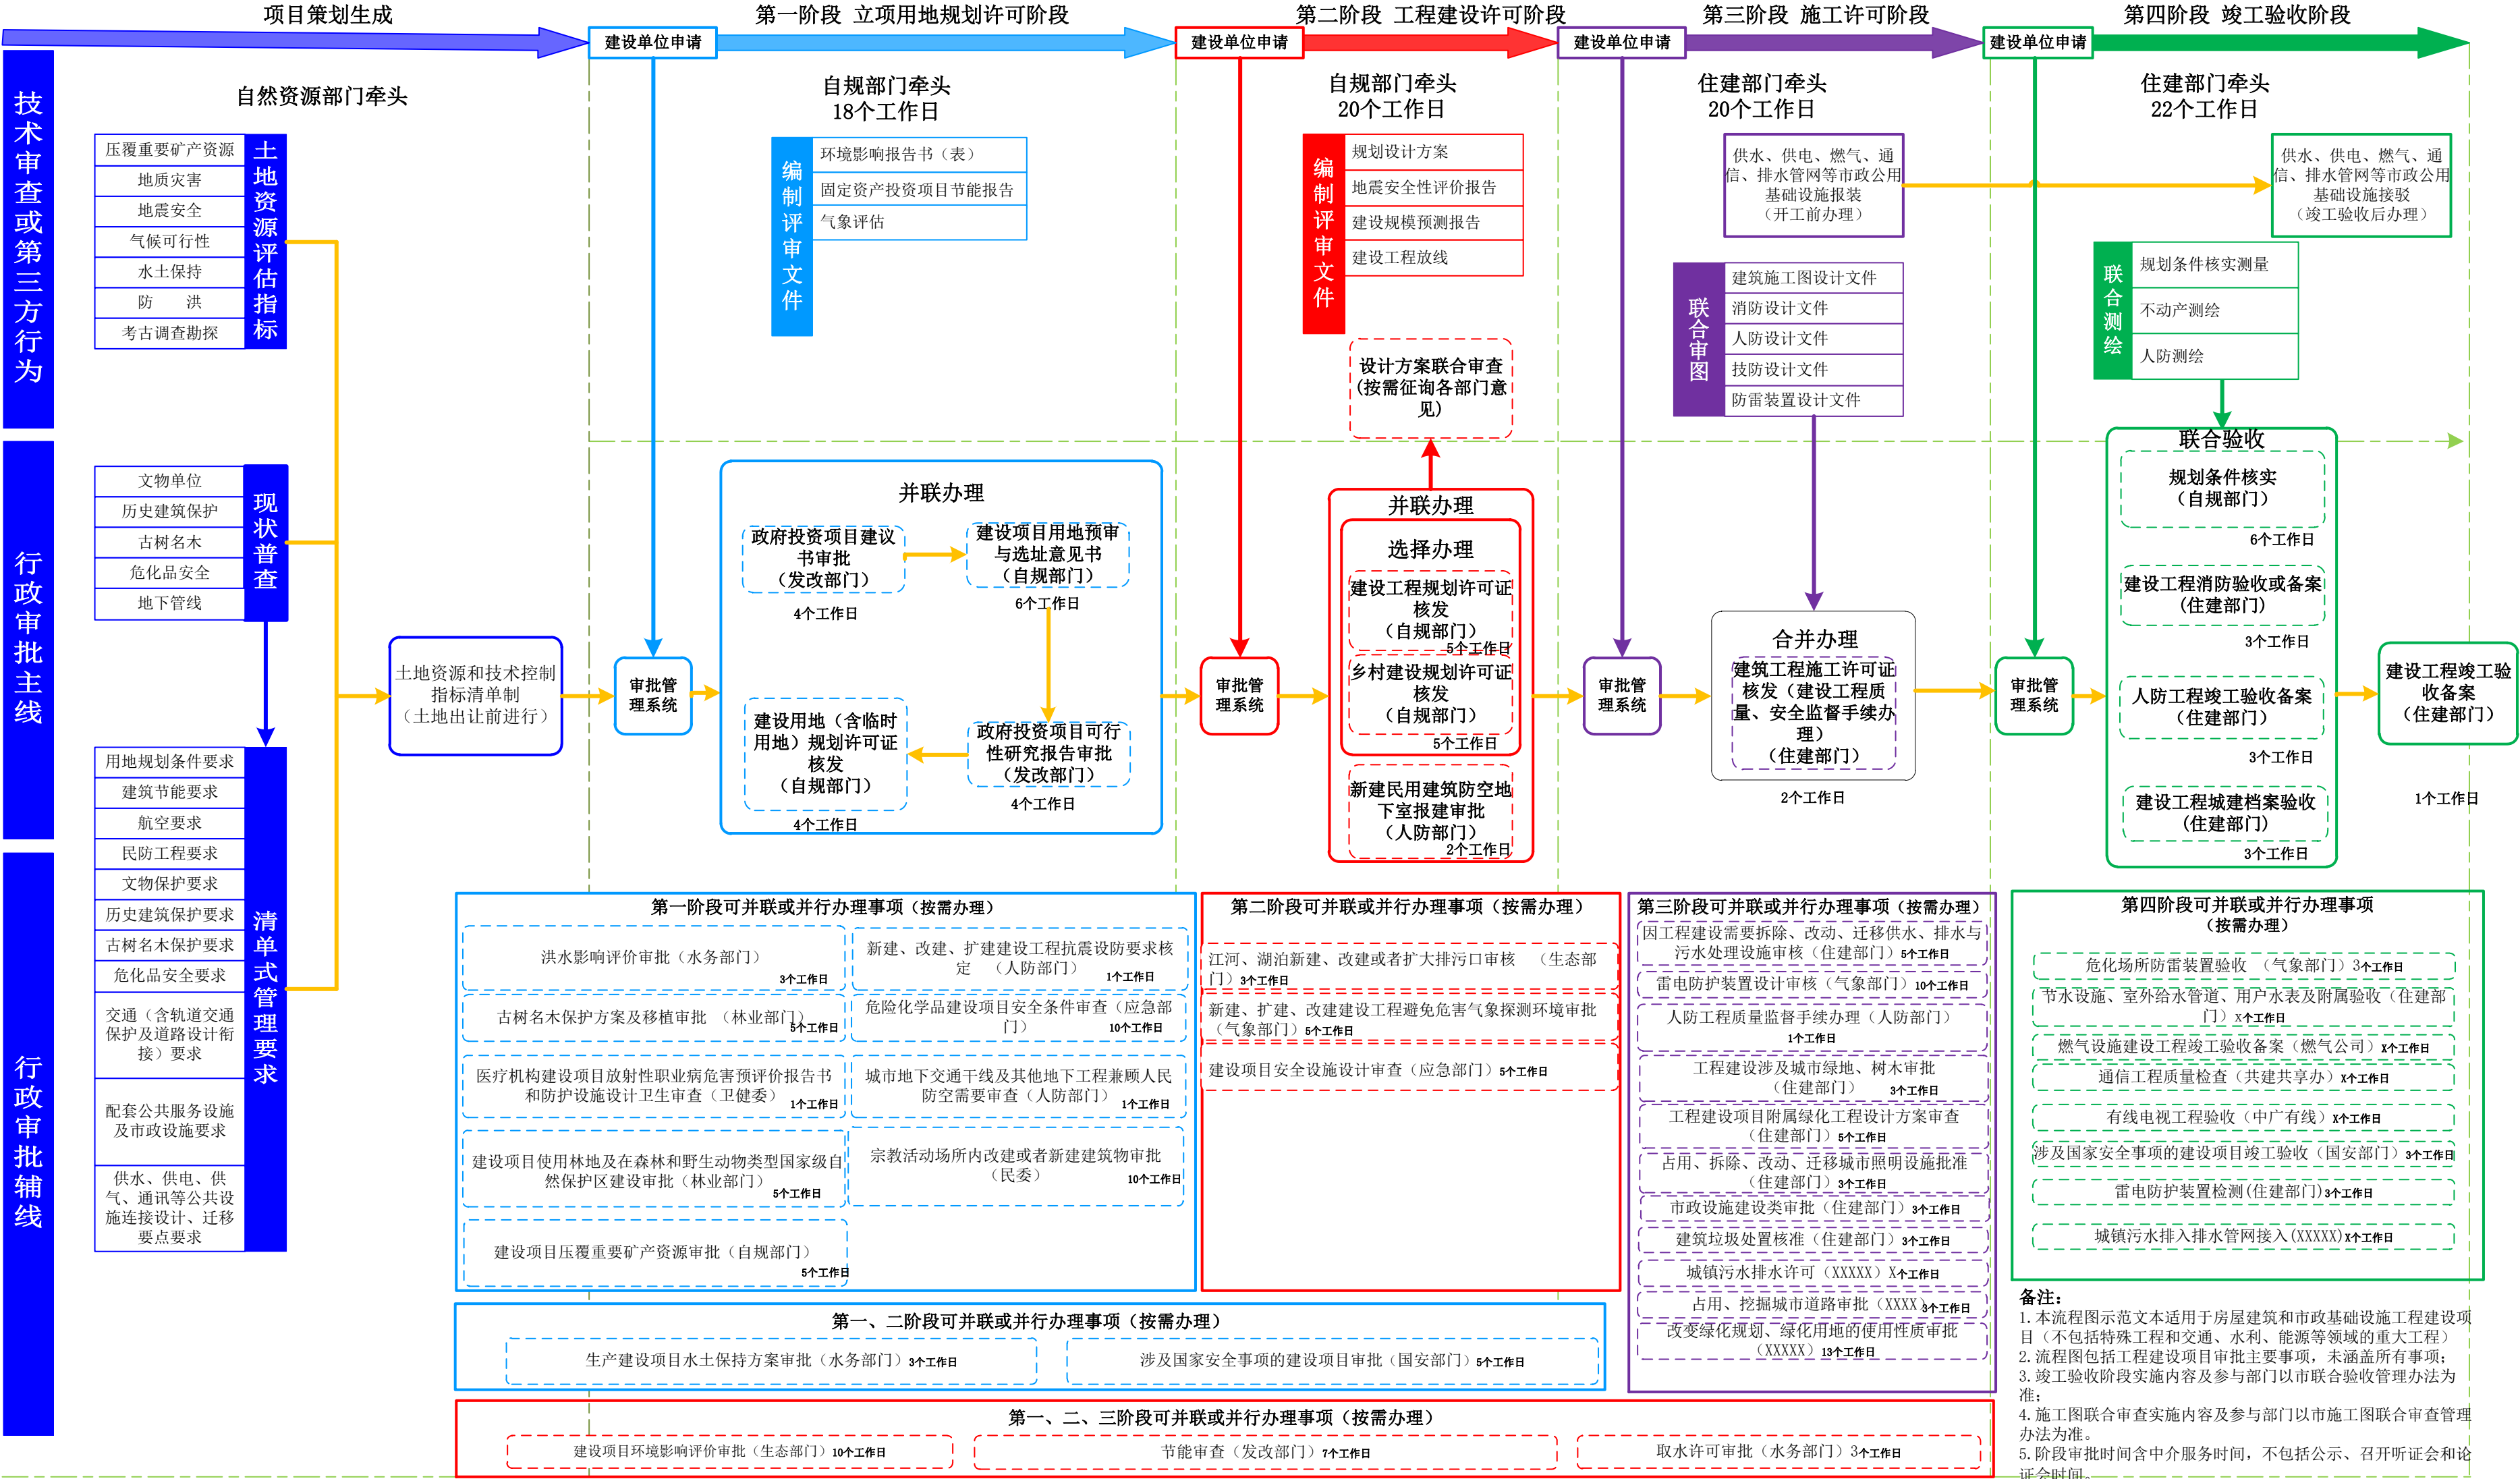 项目策划生成
第一阶段 立项用地规划许可阶段
第二阶段 工程建设许可阶段
第三阶段 施工许可阶段
第四阶段 竣工验收阶段
建设单位申请
建设单位申请
建设单位申请
建设单位申请
技术审查或第三方行为
行政审批主线
行政审批辅线
自然资源部门牵头
压覆重要矿产资源
地质灾害
地震安全
气候可行性
水土保持
防 洪
考古调查勘探
土地资源评估指标
文物单位
历史建筑保护
古树名木
危化品安全
地下管线
现状普查
用地规划条件要求
建筑节能要求
航空要求
民防工程要求
文物保护要求
历史建筑保护要求
古树名木保护要求
危化品安全要求
交通（含轨道交通
保护及道路设计衔
接）要求
配套公共服务设施
及市政设施要求
供水、供电、供
气、通讯等公共设
施连接设计、迁移
要点要求
清单式管理要求
土地资源和技术控制
指标清单制
（土地出让前进行）
自规部门牵头
18个工作日
编制评审文件
环境影响报告书（表）
固定资产投资项目节能报告
气象评估
审批管
理系统
并联办理
政府投资项目建议
书审批
（发改部门）
4个工作日
建设项目用地预审
与选址意见书
（自规部门）
6个工作日
建设用地（含临时
用地）规划许可证
核发
（自规部门）
4个工作日
政府投资项目可行
性研究报告审批
（发改部门）
4个工作日
自规部门牵头
20个工作日
编制评审文件
规划设计方案
地震安全性评价报告
建设规模预测报告
建设工程放线
设计方案联合审查
(按需征询各部门意
见)
审批管
理系统
并联办理
选择办理
建设工程规划许可证
核发
（自规部门）
5个工作日
乡村建设规划许可证
核发
（自规部门）
5个工作日
新建民用建筑防空地
下室报建审批
（人防部门）
2个工作日
住建部门牵头
20个工作日
供水、供电、燃气、通
信、排水管网等市政公用
基础设施报装
（开工前办理）
联合审图
建筑施工图设计文件
消防设计文件
人防设计文件
技防设计文件
防雷装置设计文件
审批管
理系统
合并办理
建筑工程施工许可证
核发（建设工程质
量、安全监督手续办
理）
（住建部门）
2个工作日
住建部门牵头
22个工作日
供水、供电、燃气、通
信、排水管网等市政公用
基础设施接驳
（竣工验收后办理）
联合测绘
规划条件核实测量
不动产测绘
人防测绘
审批管
理系统
联合验收
规划条件核实
（自规部门）
6个工作日
建设工程消防验收或备案
(住建部门)
3个工作日
人防工程竣工验收备案
（住建部门）
3个工作日
建设工程城建档案验收
(住建部门)
3个工作日
建设工程竣工验
收备案
（住建部门）
1个工作日
第一阶段可并联或并行办理事项（按需办理）
洪水影响评价审批（水务部门）
3个工作日
新建、改建、扩建建设工程抗震设防要求核
定 （人防部门） 1个工作日
古树名木保护方案及移植审批 （林业部门）
5个工作日
危险化学品建设项目安全条件审查（应急部
门） 10个工作日
医疗机构建设项目放射性职业病危害预评价报告书
和防护设施设计卫生审查（卫健委） 1个工作日
城市地下交通干线及其他地下工程兼顾人民
防空需要审查（人防部门） 1个工作日
建设项目使用林地及在森林和野生动物类型国家级自
然保护区建设审批（林业部门）
5个工作日
宗教活动场所内改建或者新建建筑物审批
（民委） 10个工作日
建设项目压覆重要矿产资源审批（自规部门）
5个工作日
第二阶段可并联或并行办理事项（按需办理）
江河、湖泊新建、改建或者扩大排污口审核 （生态部
门）3个工作日
新建、扩建、改建建设工程避免危害气象探测环境审批
（气象部门）5个工作日
建设项目安全设施设计审查（应急部门）5个工作日
第三阶段可并联或并行办理事项（按需办理）
因工程建设需要拆除、改动、迁移供水、排水与
污水处理设施审核（住建部门）5个工作日
雷电防护装置设计审核（气象部门）10个工作日
人防工程质量监督手续办理（人防部门）
1个工作日
工程建设涉及城市绿地、树木审批
（住建部门） 3个工作日
工程建设项目附属绿化工程设计方案审查
（住建部门）5个工作日
占用、拆除、改动、迁移城市照明设施批准
（住建部门）3个工作日
市政设施建设类审批（住建部门）3个工作日
建筑垃圾处置核准（住建部门）3个工作日
城镇污水排水许可（XXXXX）X个工作日
占用、挖掘城市道路审批（XXXX）3个工作日
改变绿化规划、绿化用地的使用性质审批
（XXXXX）13个工作日
第四阶段可并联或并行办理事项
（按需办理）
危化场所防雷装置验收 （气象部门）3个工作日
节水设施、室外给水管道、用户水表及附属验收（住建部
门）x个工作日
燃气设施建设工程竣工验收备案（燃气公司）X个工作日
通信工程质量检查（共建共享办）X个工作日
有线电视工程验收（中广有线）X个工作日
涉及国家安全事项的建设项目竣工验收（国安部门）3个工作日
雷电防护装置检测(住建部门)3个工作日
城镇污水排入排水管网接入(XXXXX)X个工作日
第一、二阶段可并联或并行办理事项（按需办理）
生产建设项目水土保持方案审批（水务部门）3个工作日
涉及国家安全事项的建设项目审批（国安部门）5个工作日
第一、二、三阶段可并联或并行办理事项（按需办理）
建设项目环境影响评价审批（生态部门）10个工作日
节能审查（发改部门）7个工作日
取水许可审批（水务部门）3个工作日
备注：
1.本流程图示范文本适用于房屋建筑和市政基础设施工程建设项
目（不包括特殊工程和交通、水利、能源等领域的重大工程）
2.流程图包括工程建设项目审批主要事项，未涵盖所有事项；
3.竣工验收阶段实施内容及参与部门以市联合验收管理办法为
准；
4.施工图联合审查实施内容及参与部门以市施工图联合审查管理
办法为准。
5.阶段审批时间含中介服务时间，不包括公示、召开听证会和论
证会时间。